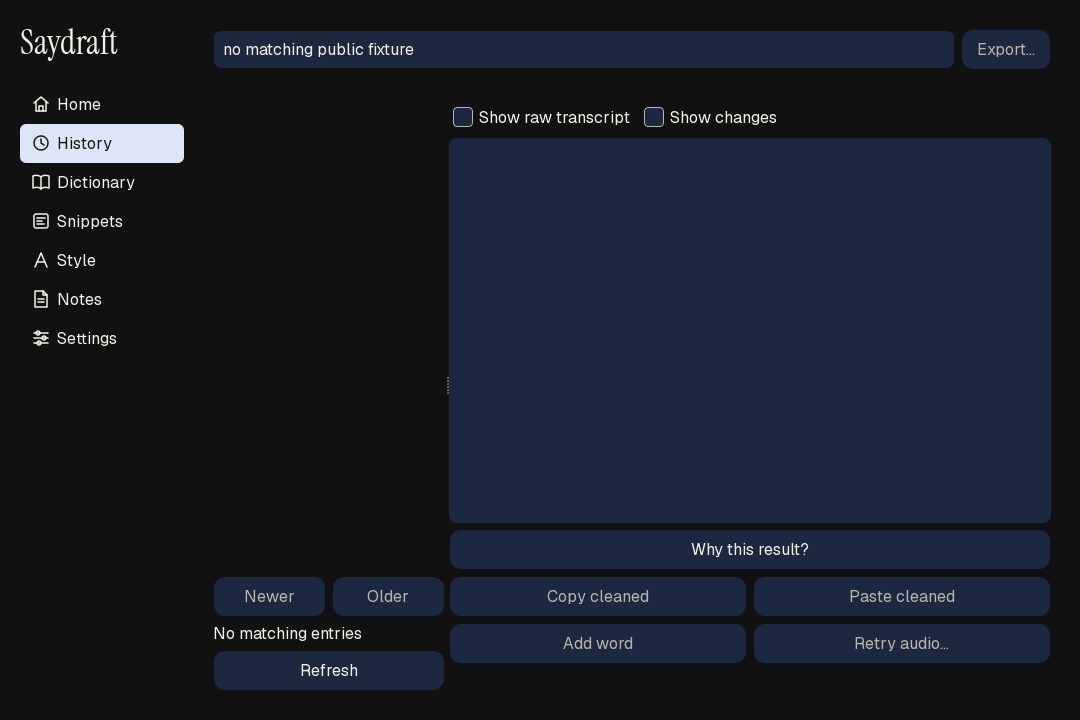 Saydraft
Home
History
Dictionary
Snippets
Style
Notes
Settings
no matching public fixture
Export...
Show raw transcript
Show changes
Why this result?
Newer
Older
Copy cleaned
Paste cleaned
No matching entries
Add word
Retry audio...
Refresh